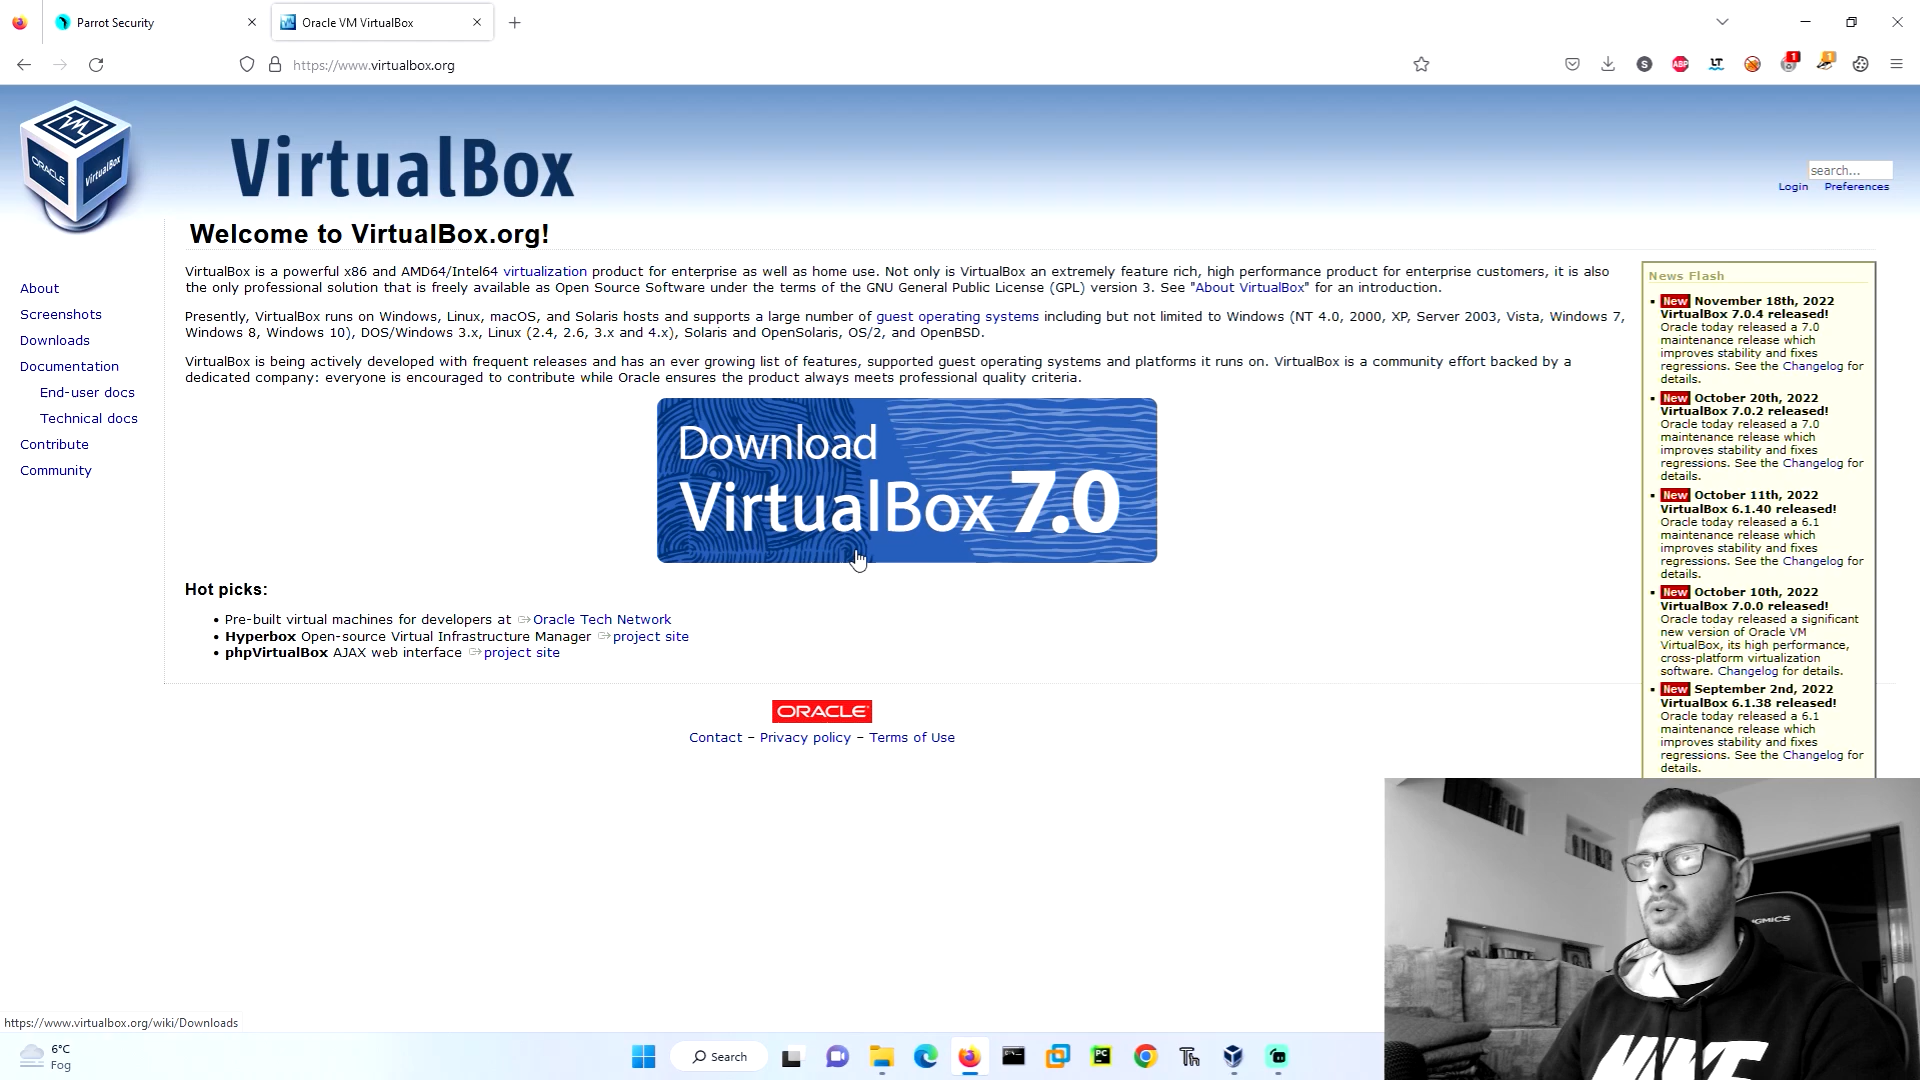 Parrot Security
Oracle VM VirtualBox
https://www.virtualbox.org
S
ABP
LT
1
1
ORACLE
VirtualBox
VirtualBox
search...
Login
Preferences
Welcome to VirtualBox.org!
VirtualBox is a powerful x86 and AMD64/Intel64 virtualization product for enterprise as well as home use. Not only is VirtualBox an extremely feature rich, high performance product for enterprise customers, it is also
the only professional solution that is freely available as Open Source Software under the terms of the GNU General Public License (GPL) version 3. See "About VirtualBox" for an introduction.
Presently, VirtualBox runs on Windows, Linux, macOS, and Solaris hosts and supports a large number of guest operating systems including but not limited to Windows (NT 4.0, 2000, XP, Server 2003, Vista, Windows 7,
Windows 8, Windows 10), DOS/Windows 3.x, Linux (2.4, 2.6, 3.x and 4.x), Solaris and OpenSolaris, OS/2, and OpenBSD.
VirtualBox is being actively developed with frequent releases and has an ever growing list of features, supported guest operating systems and platforms it runs on. VirtualBox is a community effort backed by a
dedicated company: everyone is encouraged to contribute while Oracle ensures the product always meets professional quality criteria.
About
Screenshots
Downloads
Documentation
End-user docs
Technical docs
Contribute
Community
Download
VirtualBox 7.0
Hot picks:
• Pre-built virtual machines for developers at Oracle Tech Network
• Hyperbox Open-source Virtual Infrastructure Manager project site
• phpVirtualBox AJAX web interface project site
ORACLE
Contact – Privacy policy – Terms of Use
News Flash
New November 18th, 2022
VirtualBox 7.0.4 released!
Oracle today released a 7.0
maintenance release which
improves stability and fixes
regressions. See the Changelog for
details.
New October 20th, 2022
VirtualBox 7.0.2 released!
Oracle today released a 7.0
maintenance release which
improves stability and fixes
regressions. See the Changelog for
details.
New October 11th, 2022
VirtualBox 6.1.40 released!
Oracle today released a 6.1
maintenance release which
improves stability and fixes
regressions. See the Changelog for
details.
New October 10th, 2022
VirtualBox 7.0.0 released!
Oracle today released a significant
new version of Oracle VM
VirtualBox, its high performance,
cross-platform virtualization
software. Changelog for details.
New September 2nd, 2022
VirtualBox 6.1.38 released!
Oracle today released a 6.1
maintenance release which
improves stability and fixes
regressions. See the Changelog for
details.
https://www.virtualbox.org/wiki/Downloads
6°C
Fog
Search
PC
Th